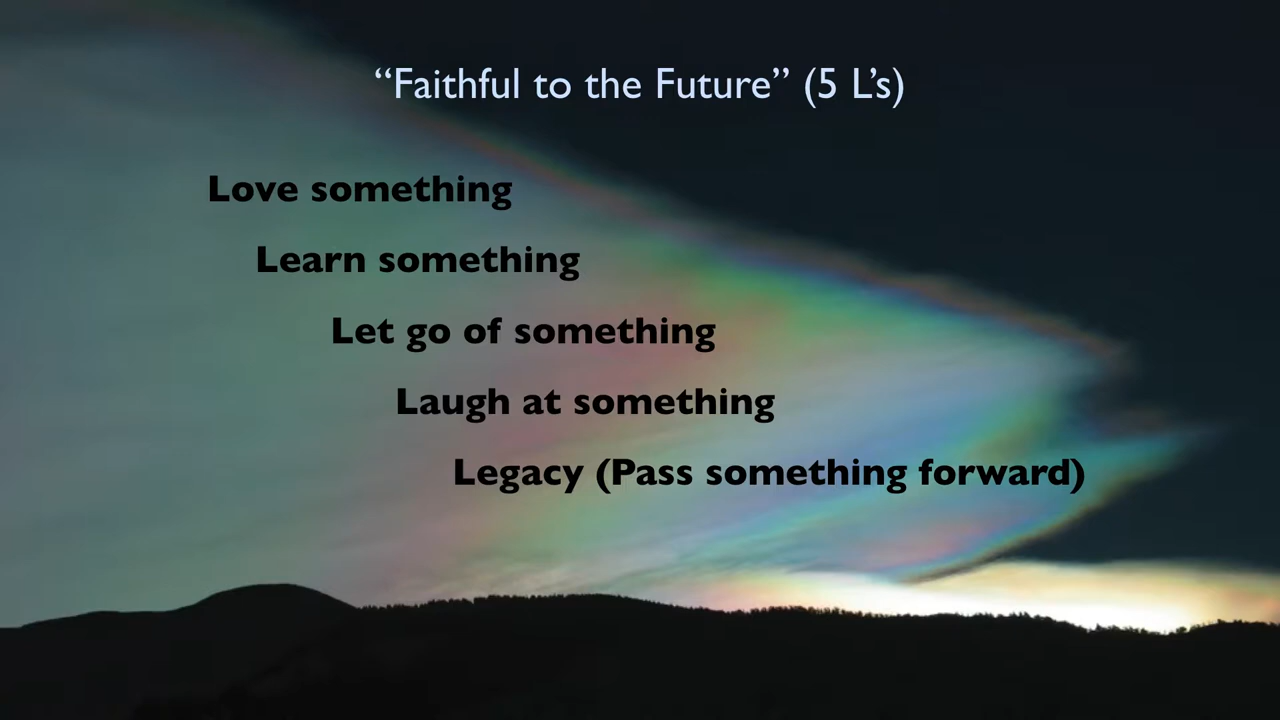 “Faithful to the Future” (5 L’s)
Love something
Learn something
Let go of something
Laugh at something
Legacy (Pass something forward)